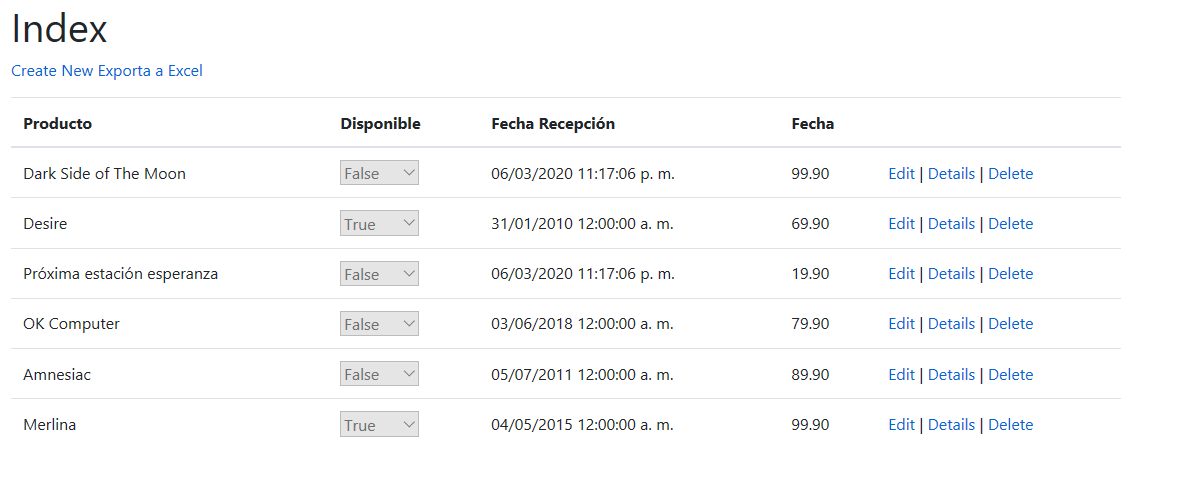 Index
Create New Exporta a Excel
Producto Disponible Fecha Recepción Fecha
Dark Side of The Moon False 06/03/2020 11:17:06 p. m. 99.90 Edit | Details | Delete
Desire True 31/01/2010 12:00:00 a. m. 69.90 Edit | Details | Delete
Próxima estación esperanza False 06/03/2020 11:17:06 p. m. 19.90 Edit | Details | Delete
OK Computer False 03/06/2018 12:00:00 a. m. 79.90 Edit | Details | Delete
Amnesiac False 05/07/2011 12:00:00 a. m. 89.90 Edit | Details | Delete
Merlina True 04/05/2015 12:00:00 a. m. 99.90 Edit | Details | Delete